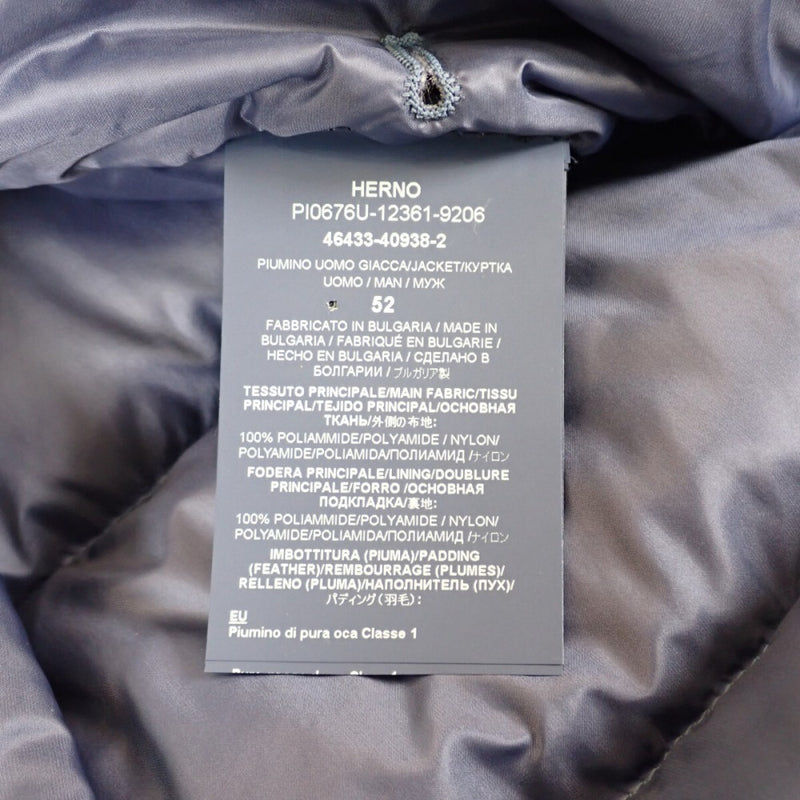 HERNO
PI0676U-12361-9206
46433-40938-2
PIUMINO UOMO GIACCA/JACKET/КУРТКА
UOMO / MAN / МУЖ
52
FABBRICATO IN BULGARIA / MADE IN
BULGARIA / FABRIQUÉ EN BULGARIE /
HECHO EN BULGARIA / СДЕЛАНО В
БОЛГАРИИ / ブルガリア製
TESSUTO PRINCIPALE/MAIN FABRIC/TISSU
PRINCIPAL/TEJIDO PRINCIPAL/ОСНОВНАЯ
ТКАНЬ/外側の布地:
100% POLIAMMIDE/POLYAMIDE / NYLON/
POLYAMIDE/POLIAMIDA/ПОЛИАМИД /ナイロン
FODERA PRINCIPALE/LINING/DOUBLURE
PRINCIPALE/FORRO /ОСНОВНАЯ
ПОДКЛАДКА/裏地:
100% POLIAMMIDE/POLYAMIDE / NYLON/
POLYAMIDE/POLIAMIDA/ПОЛИАМИД /ナイロン
IMBOTTITURA (PIUMA)/PADDING
(FEATHER)/REMBOURRAGE (PLUMES)/
RELLENO (PLUMA)/НАПОЛНИТЕЛЬ (ПУХ)/
パディング(羽毛):
EU
Piumino di pura oca Classe 1